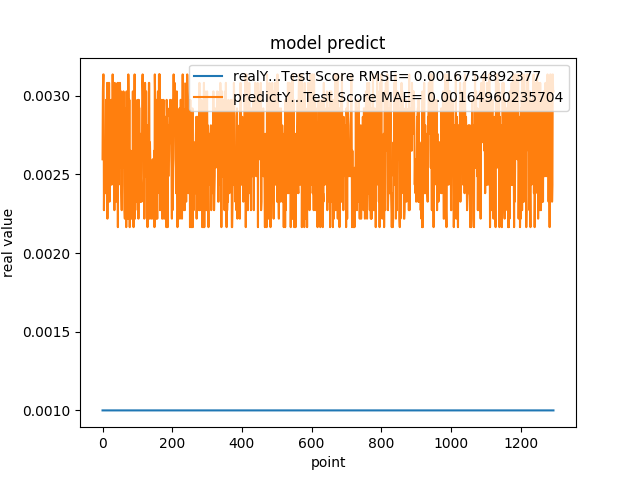 model predict
realY...Test Score RMSE= 0.0016754892377
predictY...Test Score MAE= 0.00164960235704
0.0030
0.0025
0.0020
0.0015
0.0010
real value
0 200 400 600 800 1000 1200
point